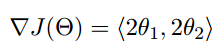 ∇J(Θ) = ⟨2θ₁, 2θ₂⟩